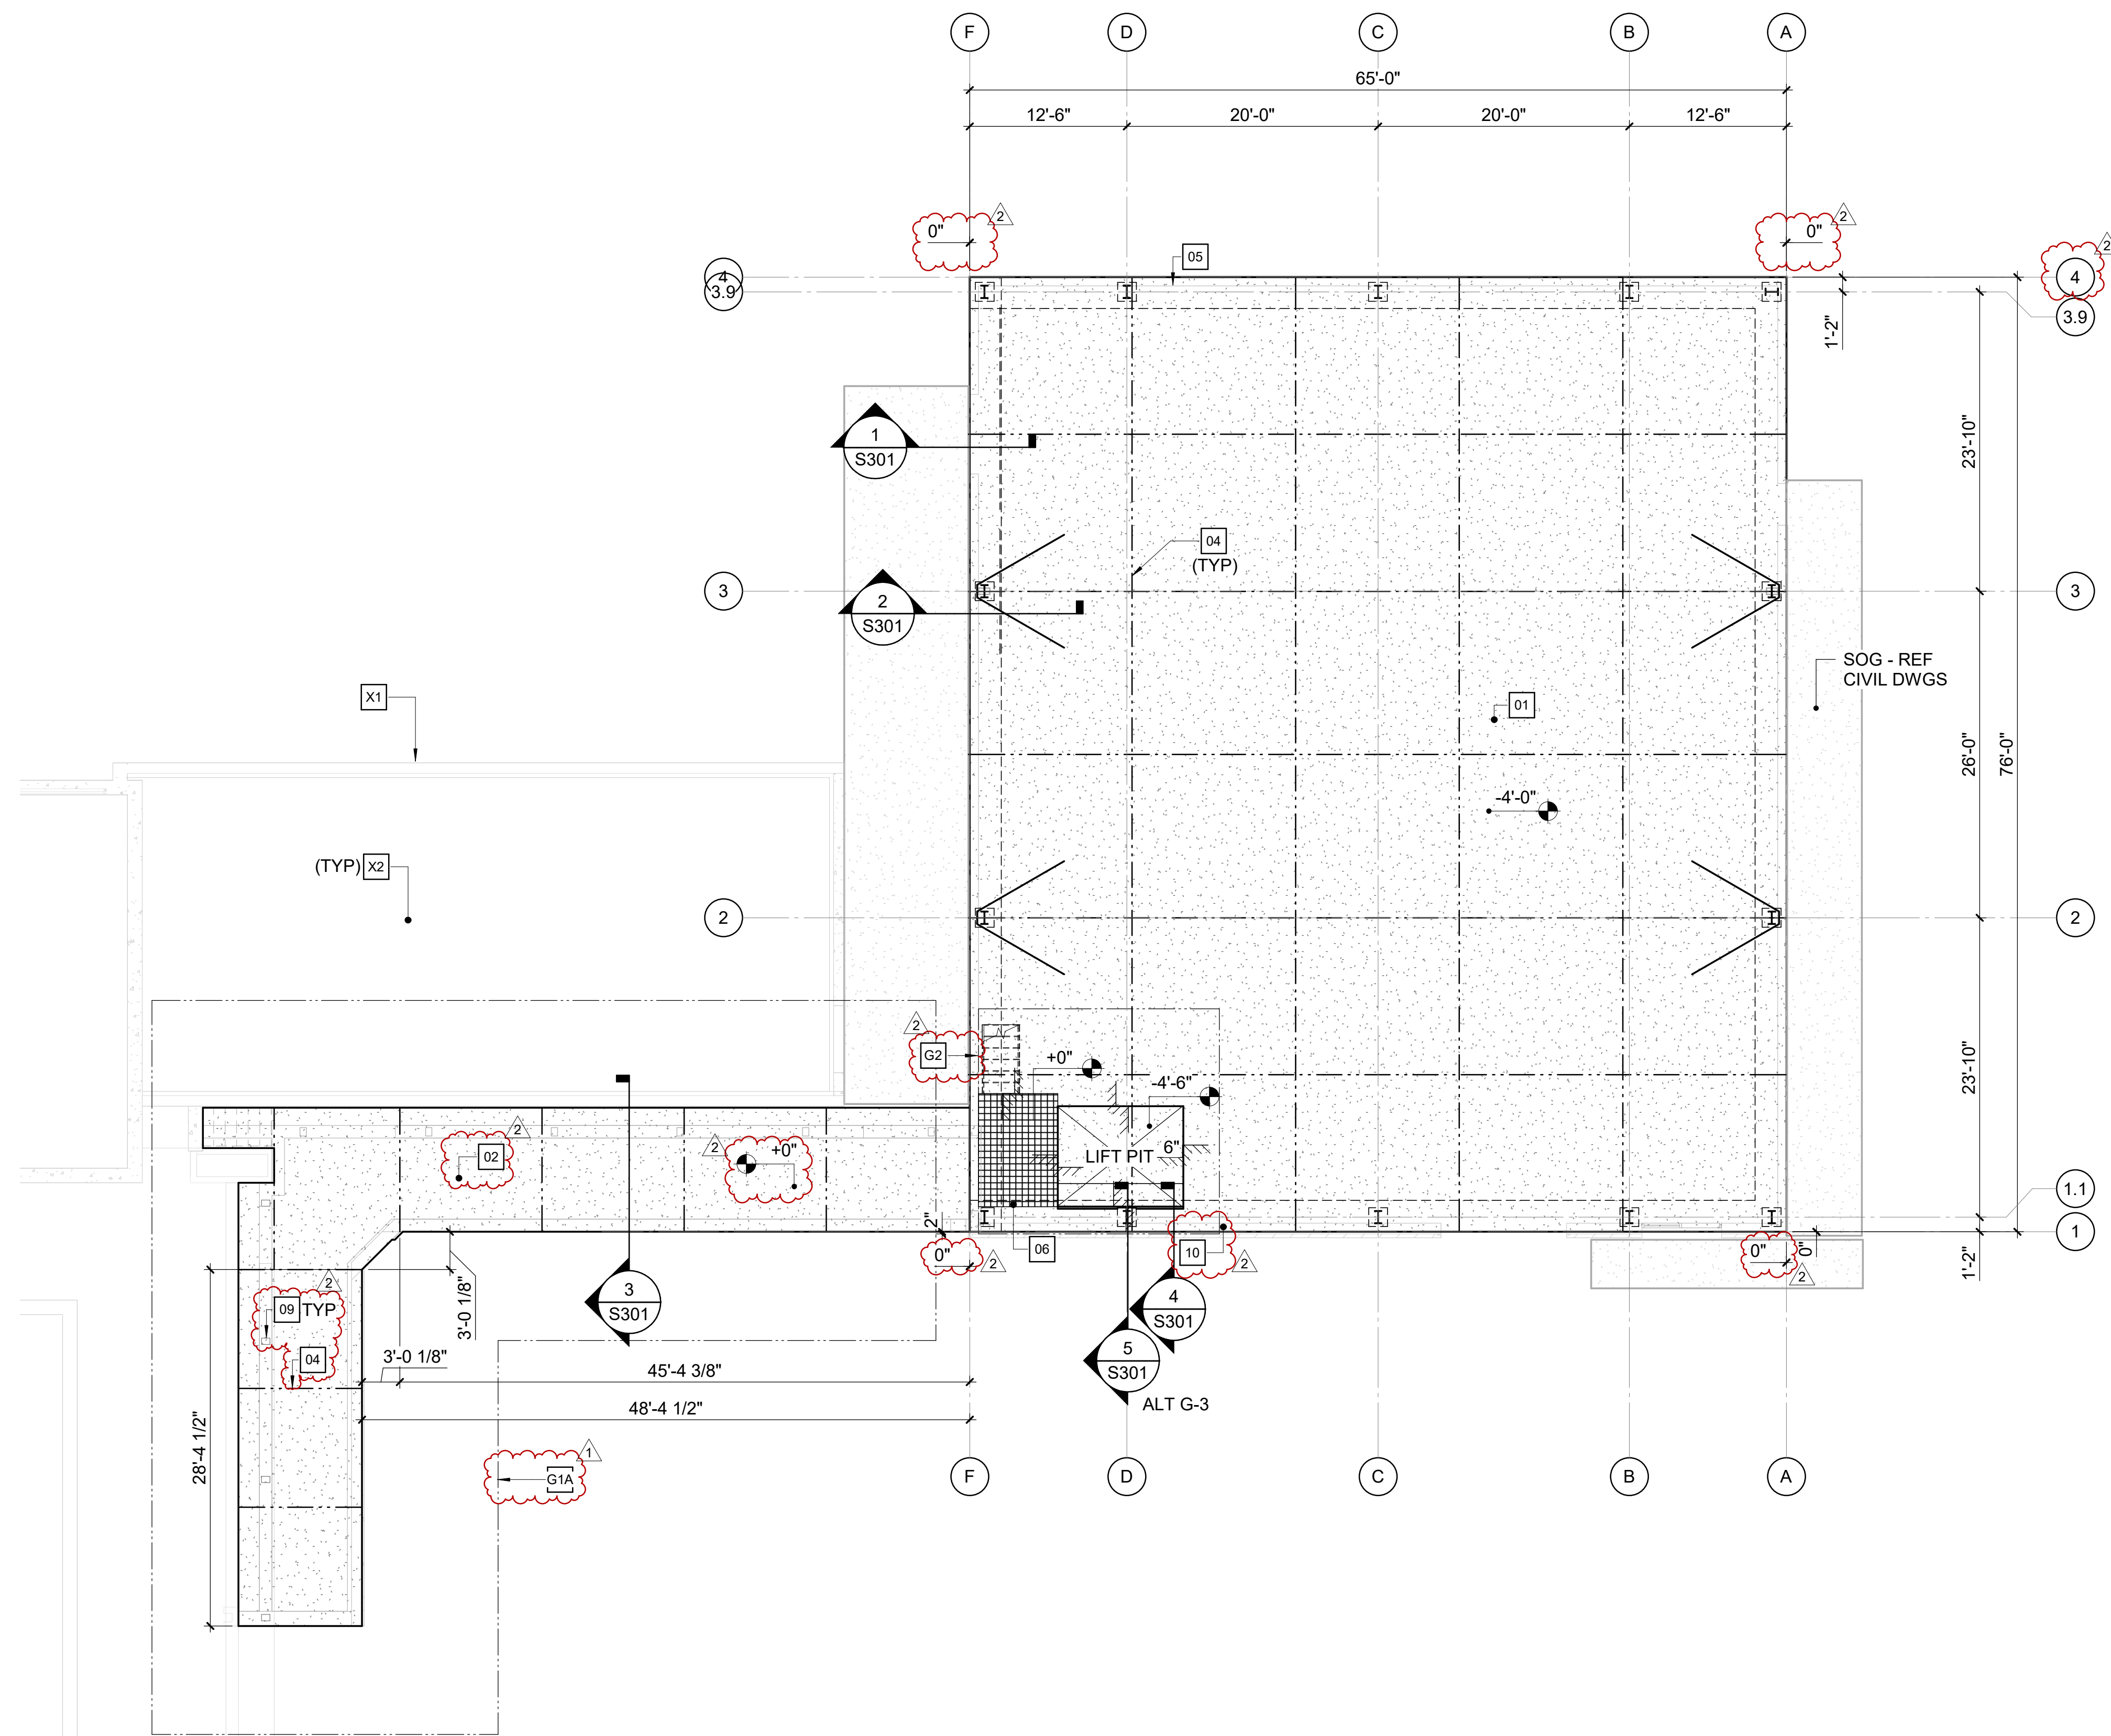 F D C B A
65'-0"
12'-6" 20'-0" 20'-0" 12'-6"
2 2
0" 0"
2
05
4 4
3.9 3.9
1'-2"
1
S301
23'-10"
04
(TYP)
3 3
2
S301
SOG - REF
CIVIL DWGS
X1
01
26'-0"
76'-0"
-4'-0"
(TYP) X2
2 2
2
G2
+0"
-4'-6"
23'-10"
2 2
02
+0"
6"
LIFT PIT
1.1
2"
1
06 10
0" 2 2
0" 0"
2
1'-2"
2
09 TYP
3'-0 1/8"
3
S301
4
S301
04
3'-0 1/8"
45'-4 3/8"
5
S301
ALT G-3
48'-4 1/2"
28'-4 1/2"
1
G1A
F D C B A